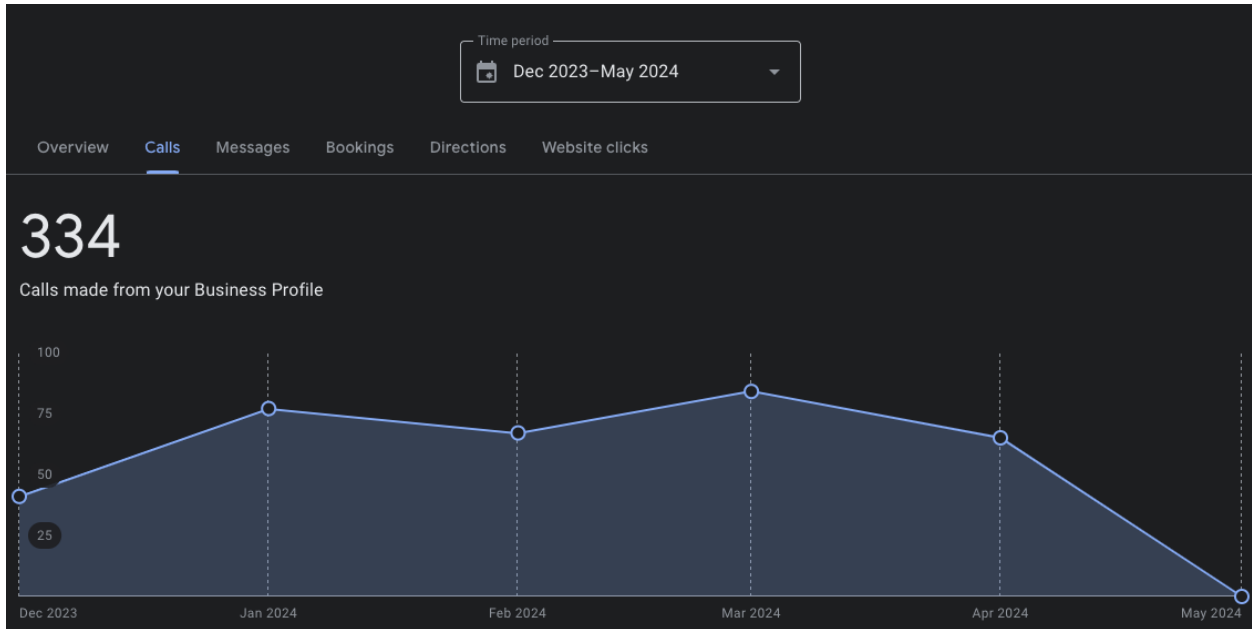 Time period
Dec 2023–May 2024
Overview Calls Messages Bookings Directions Website clicks
334
Calls made from your Business Profile
100
75
50
25
Dec 2023 Jan 2024 Feb 2024 Mar 2024 Apr 2024 May 2024